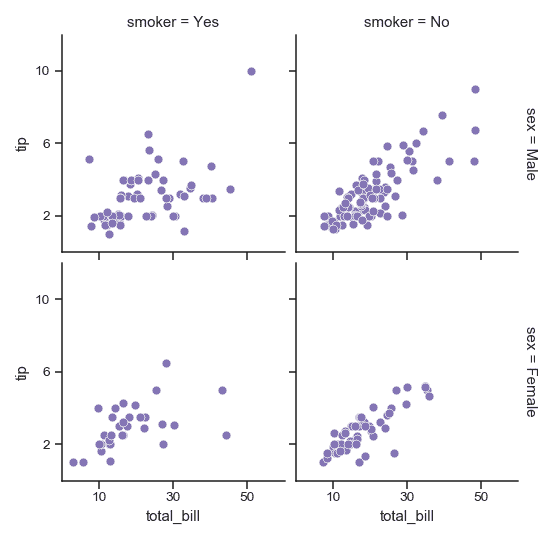 smoker = Yes
smoker = No
10
6
2
tip
sex = Male
10
6
2
tip
sex = Female
10
30
50
10
30
50
total_bill
total_bill